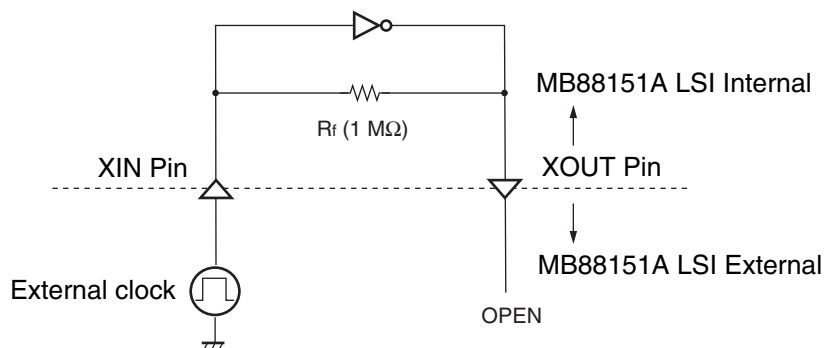 MB88151A LSI Internal
Rf (1 MΩ)
XIN Pin
XOUT Pin
MB88151A LSI External
External clock
OPEN